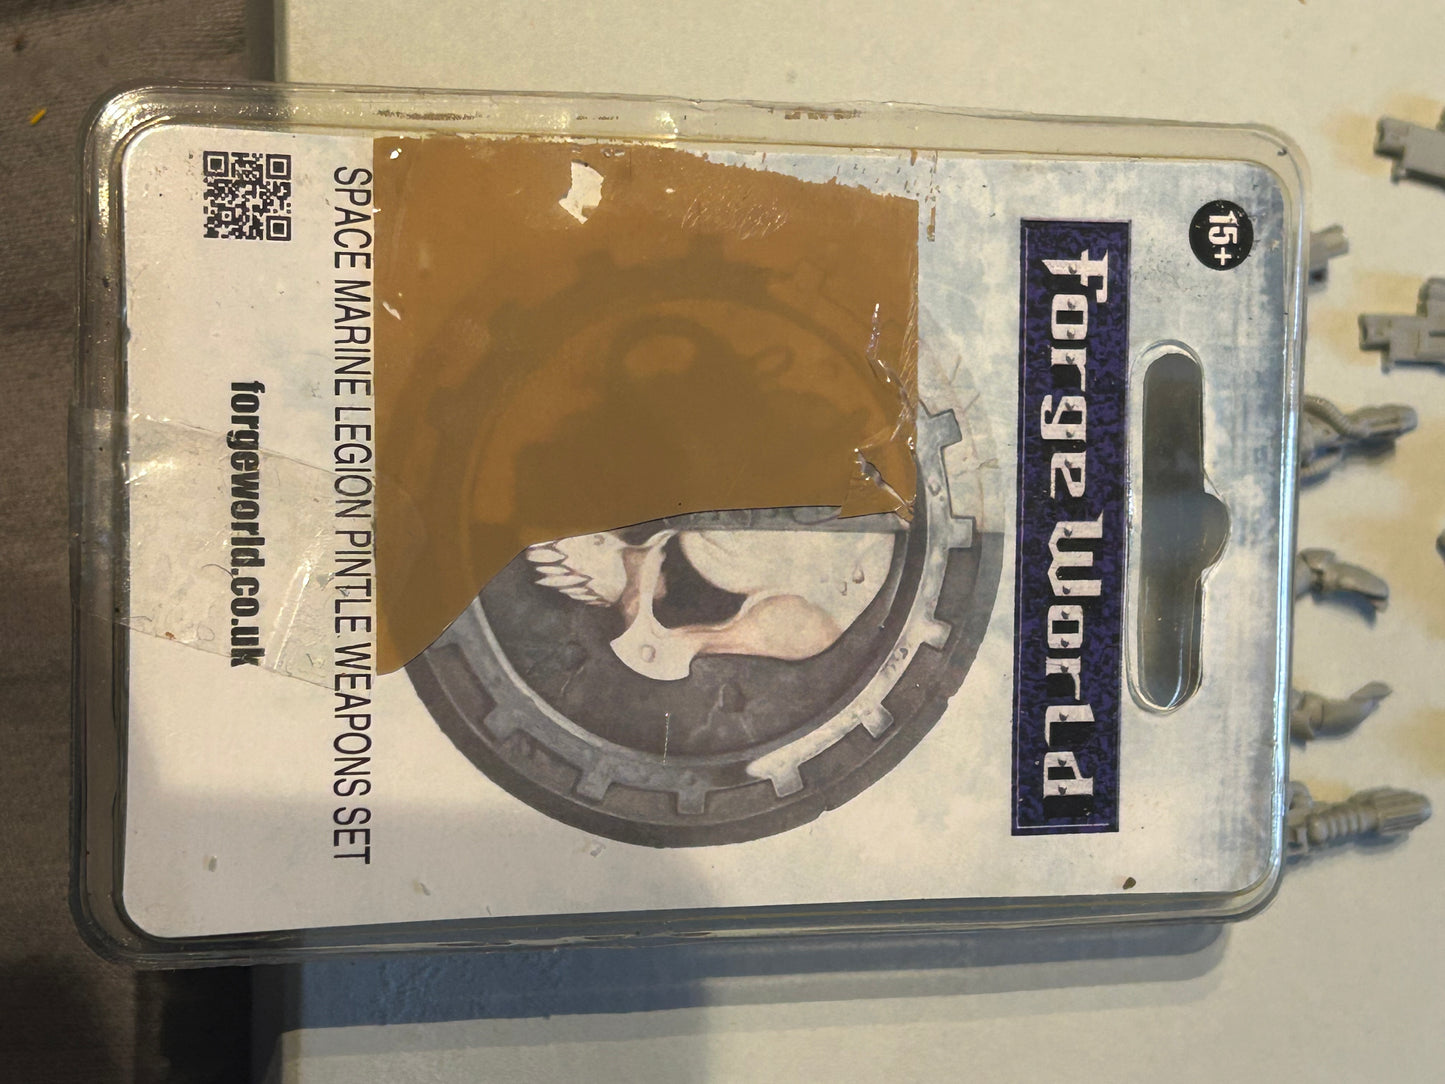 15+
Forge World
SPACE MARINE LEGION PINTLE WEAPONS SET
forgeworld.co.uk